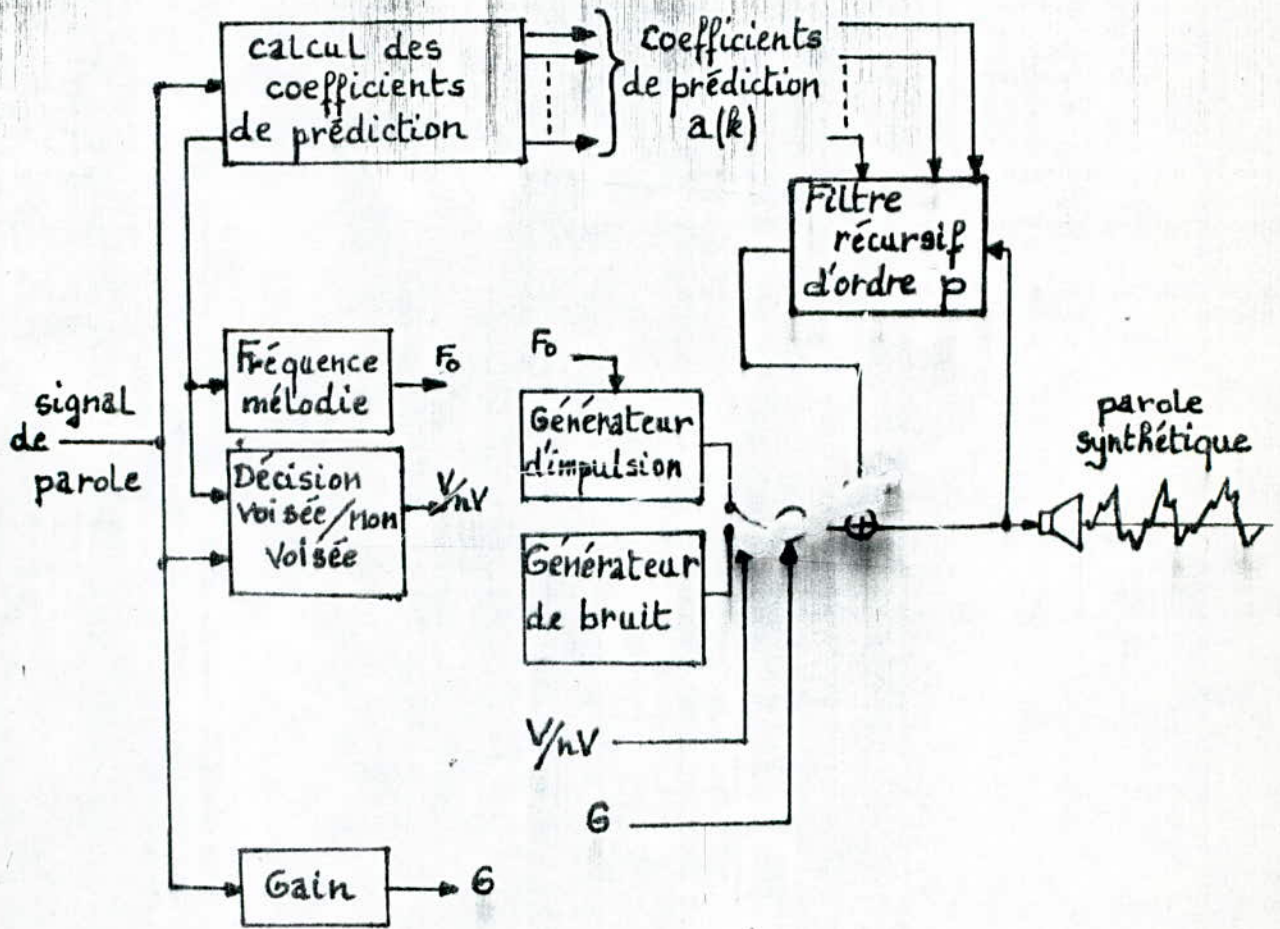 calcul des
coefficients
de prédiction
coefficients
de prédiction
a(k)
Filtre
récursif
d'ordre p
signal
de
parole
Fréquence
mélodie
F₀
Décision
Voisée/Non
Voisée
V/nV
F₀
Générateur
d'impulsion
Générateur
de bruit
V/nV
G
parole
synthétique
Gain
G